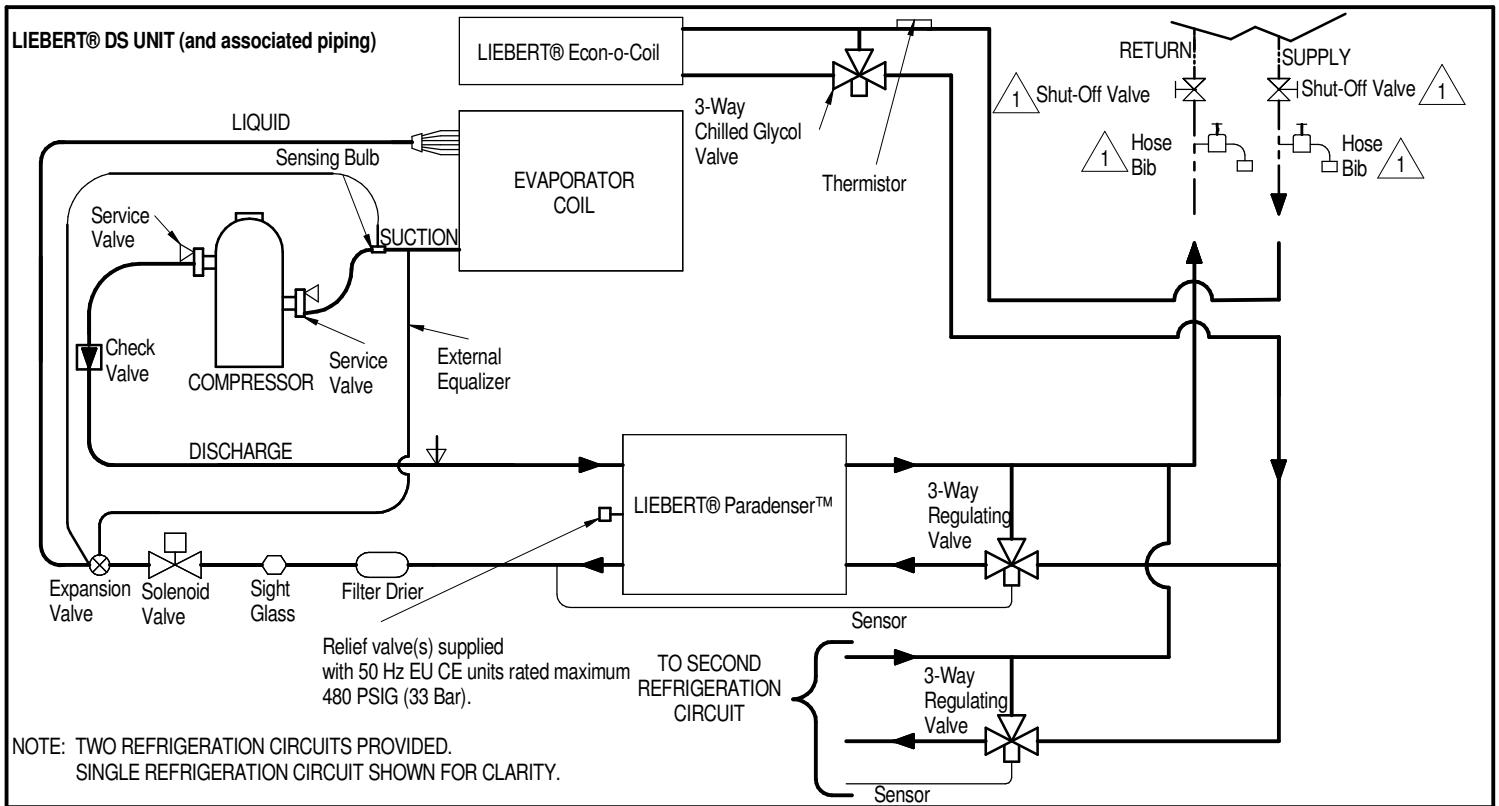 LIEBERT® DS UNIT (and associated piping)
LIEBERT® Econ-o-Coil
RETURN
SUPPLY
1
Shut-Off Valve
Shut-Off Valve
1
3-Way
Chilled Glycol
Valve
Thermistor
1
Hose
Bib
Hose
Bib
1
LIQUID
Sensing Bulb
EVAPORATOR
COIL
Service
Valve
SUCTION
Check
Valve
COMPRESSOR
Service
Valve
External
Equalizer
DISCHARGE
LIEBERT® Paradenser™
3-Way
Regulating
Valve
Expansion
Valve
Solenoid
Valve
Sight
Glass
Filter Drier
Sensor
Relief valve(s) supplied
with 50 Hz EU CE units rated maximum
480 PSIG (33 Bar).
TO SECOND
REFRIGERATION
CIRCUIT
3-Way
Regulating
Valve
Sensor
NOTE: TWO REFRIGERATION CIRCUITS PROVIDED.
SINGLE REFRIGERATION CIRCUIT SHOWN FOR CLARITY.